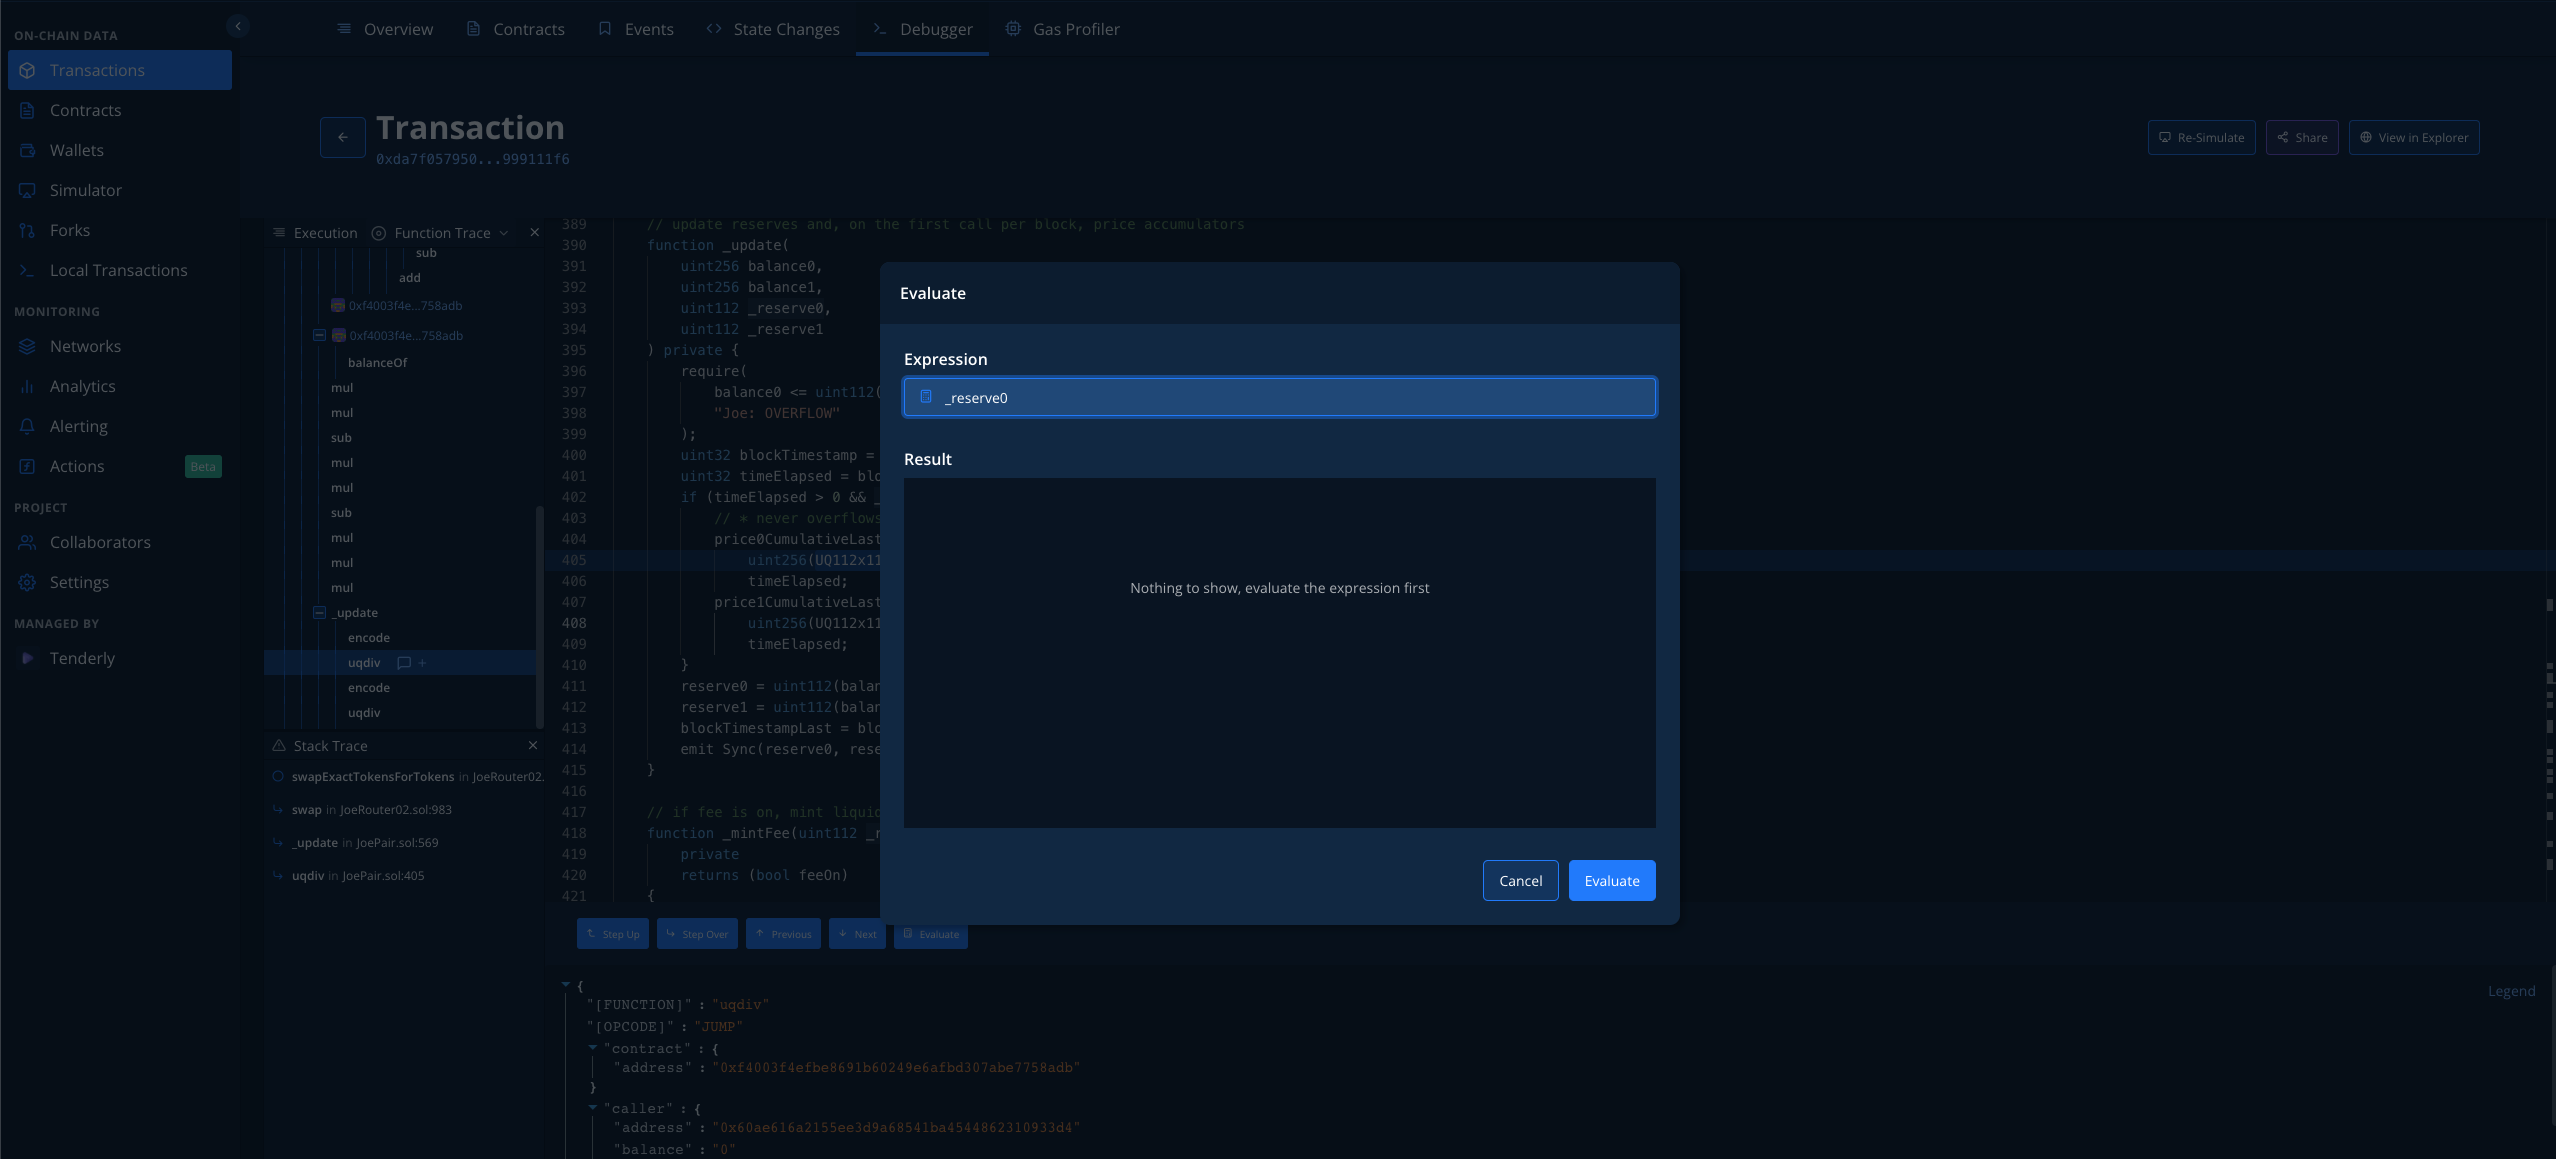 ON-CHAIN DATA
Transactions
Contracts
Wallets
Simulator
Forks
Local Transactions
MONITORING
Networks
Analytics
Alerting
Actions Beta
PROJECT
Collaborators
Settings
MANAGED BY
Tenderly
Overview Contracts Events State Changes Debugger Gas Profiler
Transaction
0xda7f057950...999111f6
Re-Simulate Share View in Explorer
Execution Function Trace
sub
add
0xf4003f4e...758adb
0xf4003f4e...758adb
balanceOf
mul
mul
sub
mul
mul
sub
mul
mul
mul
_update
encode
uqdiv
encode
uqdiv
Stack Trace
swapExactTokensForTokens in JoeRouter02.
swap in JoeRouter02.sol:983
_update in JoePair.sol:569
uqdiv in JoePair.sol:405
389 // update reserves and, on the first call per block, price accumulators
390 function _update(
391 uint256 balance0,
392 uint256 balance1,
393 uint112 _reserve0,
394 uint112 _reserve1
395 ) private {
396 require(
397 balance0 <= uint112(
398 "Joe: OVERFLOW"
399 );
400 uint32 blockTimestamp =
401 uint32 timeElapsed = blo
402 if (timeElapsed > 0 && _
403 // * never overflows
404 price0CumulativeLast
405 uint256(UQ112x11
406 timeElapsed;
407 price1CumulativeLast
408 uint256(UQ112x11
409 timeElapsed;
410 }
411 reserve0 = uint112(balan
412 reserve1 = uint112(balan
413 blockTimestampLast = blo
414 emit Sync(reserve0, rese
415 }
416
417 // if fee is on, mint liquid
418 function _mintFee(uint112 _r
419 private
420 returns (bool feeOn)
421 {
Evaluate
Expression
_reserve0
Result
Nothing to show, evaluate the expression first
Cancel Evaluate
Step Up Step Over Previous Next Evaluate
Legend
{
"[FUNCTION]" : "uqdiv"
"[OPCODE]" : "JUMP"
"contract" : {
"address" : "0xf4003f4efbe8691b60249e6afbd307abe7758adb"
}
"caller" : {
"address" : "0x60ae616a2155ee3d9a68541ba4544862310933d4"
"balance" : "0"